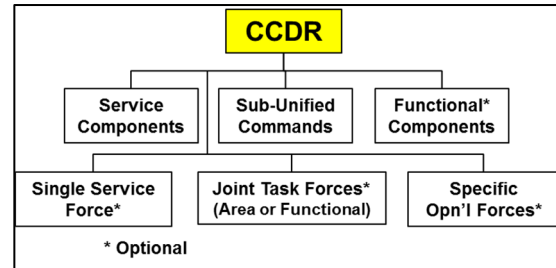 CCDR
Service
Components
Sub-Unified
Commands
Functional*
Components
Single Service
Force*
Joint Task Forces*
(Area or Functional)
Specific
Opn'l Forces*
* Optional